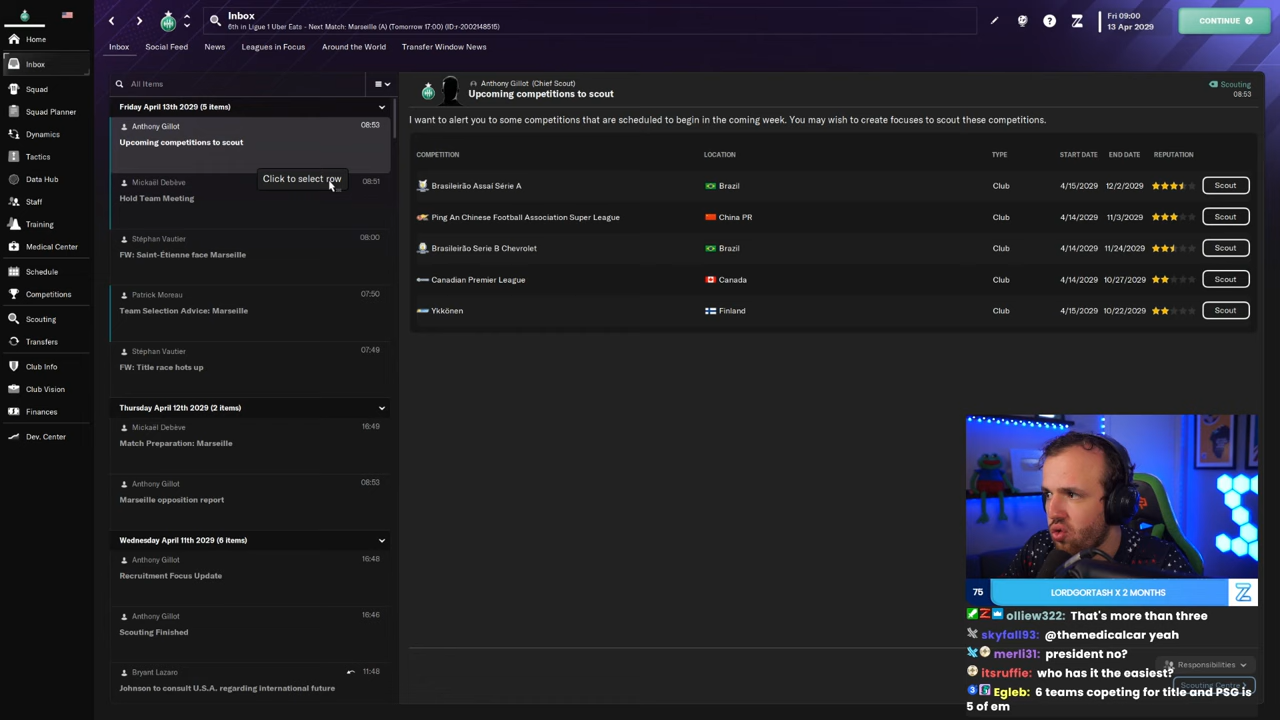 Inbox
6th in Ligue 1 Uber Eats - Next Match: Marseille (A) (Tomorrow 17:00) (ID:r-2002148515)
Fri 09:00
13 Apr 2029
CONTINUE
Home
Inbox
Squad
Squad Planner
Dynamics
Tactics
Data Hub
Staff
Training
Medical Center
Schedule
Competitions
Scouting
Transfers
Club Info
Club Vision
Finances
Dev. Center
Inbox
Social Feed
News
Leagues in Focus
Around the World
Transfer Window News
All Items
Friday April 13th 2029 (5 items)
Anthony Gillot 08:53
Upcoming competitions to scout
Click to select row
Mickaël Debève 08:51
Hold Team Meeting
Stéphan Vautier 08:00
FW: Saint-Étienne face Marseille
Patrick Moreau 07:50
Team Selection Advice: Marseille
Stéphan Vautier 07:49
FW: Title race hots up
Thursday April 12th 2029 (2 items)
Mickaël Debève 16:49
Match Preparation: Marseille
Anthony Gillot 08:53
Marseille opposition report
Wednesday April 11th 2029 (6 items)
Anthony Gillot 16:48
Recruitment Focus Update
Anthony Gillot 16:46
Scouting Finished
Bryant Lazaro 11:48
Johnson to consult U.S.A. regarding international future
Anthony Gillot (Chief Scout)
Upcoming competitions to scout
Scouting
08:53
I want to alert you to some competitions that are scheduled to begin in the coming week. You may wish to create focuses to scout these competitions.
COMPETITION LOCATION TYPE START DATE END DATE REPUTATION
Brasileirão Assaí Série A Brazil Club 4/15/2029 12/2/2029 Scout
Ping An Chinese Football Association Super League China PR Club 4/14/2029 11/3/2029 Scout
Brasileirão Serie B Chevrolet Brazil Club 4/14/2029 11/24/2029 Scout
Canadian Premier League Canada Club 4/14/2029 10/27/2029 Scout
Ykkönen Finland Club 4/15/2029 10/22/2029 Scout
75 LORDGORTASH X 2 MONTHS
olliew322: That's more than three
skyfall93: @themedicalcar yeah
merli31: president no?
itsruffie: who has it the easiest?
Egleb: 6 teams copeting for title and PSG is
5 of em
Responsibilities
Scouting Centre